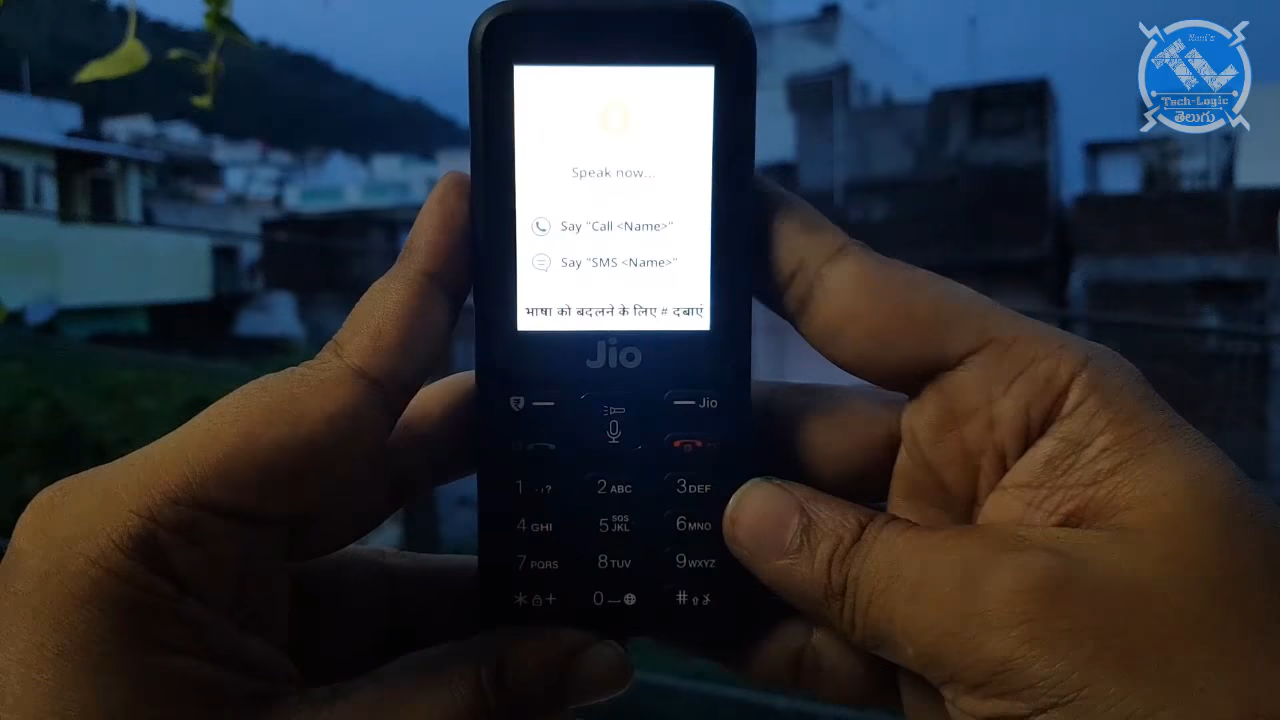 Tech-Logic
తెలుగు
Speak now...
Say "Call <Name>"
Say "SMS <Name>"
भाषा को बदलने के लिए # दबाएं
Jio
Jio
1 .,?
2 ABC
3 DEF
4 GHI
5 SOS JKL
6 MNO
7 PQRS
8 TUV
9 WXYZ
* +
0
#